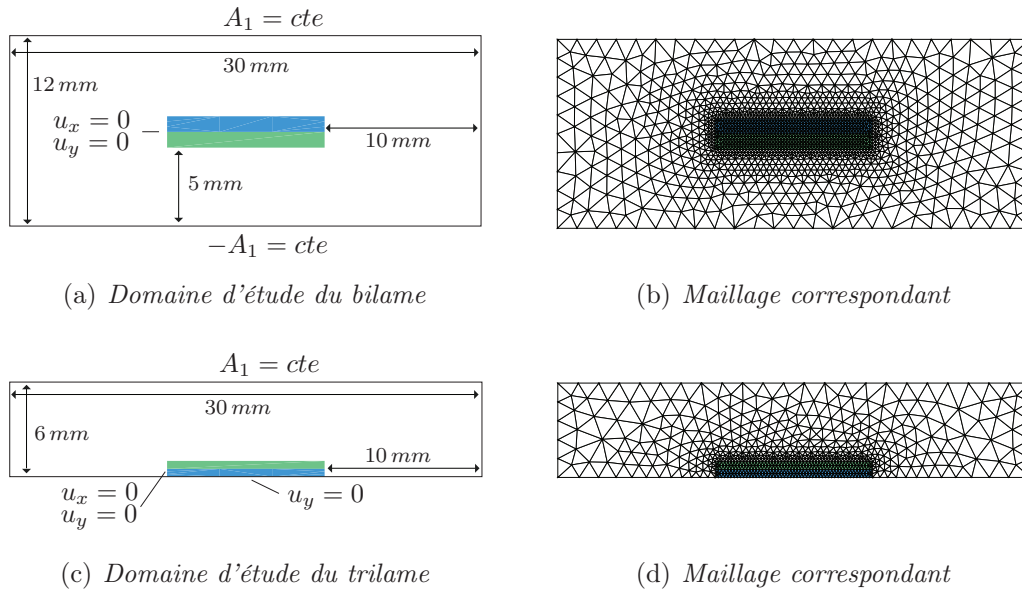 A₁ = cte
30 mm
12 mm
uₓ = 0
u_y = 0
10 mm
5 mm
−A₁ = cte
(a) Domaine d'étude du bilame
(b) Maillage correspondant
A₁ = cte
30 mm
6 mm
10 mm
uₓ = 0
u_y = 0
u_y = 0
(c) Domaine d'étude du trilame
(d) Maillage correspondant